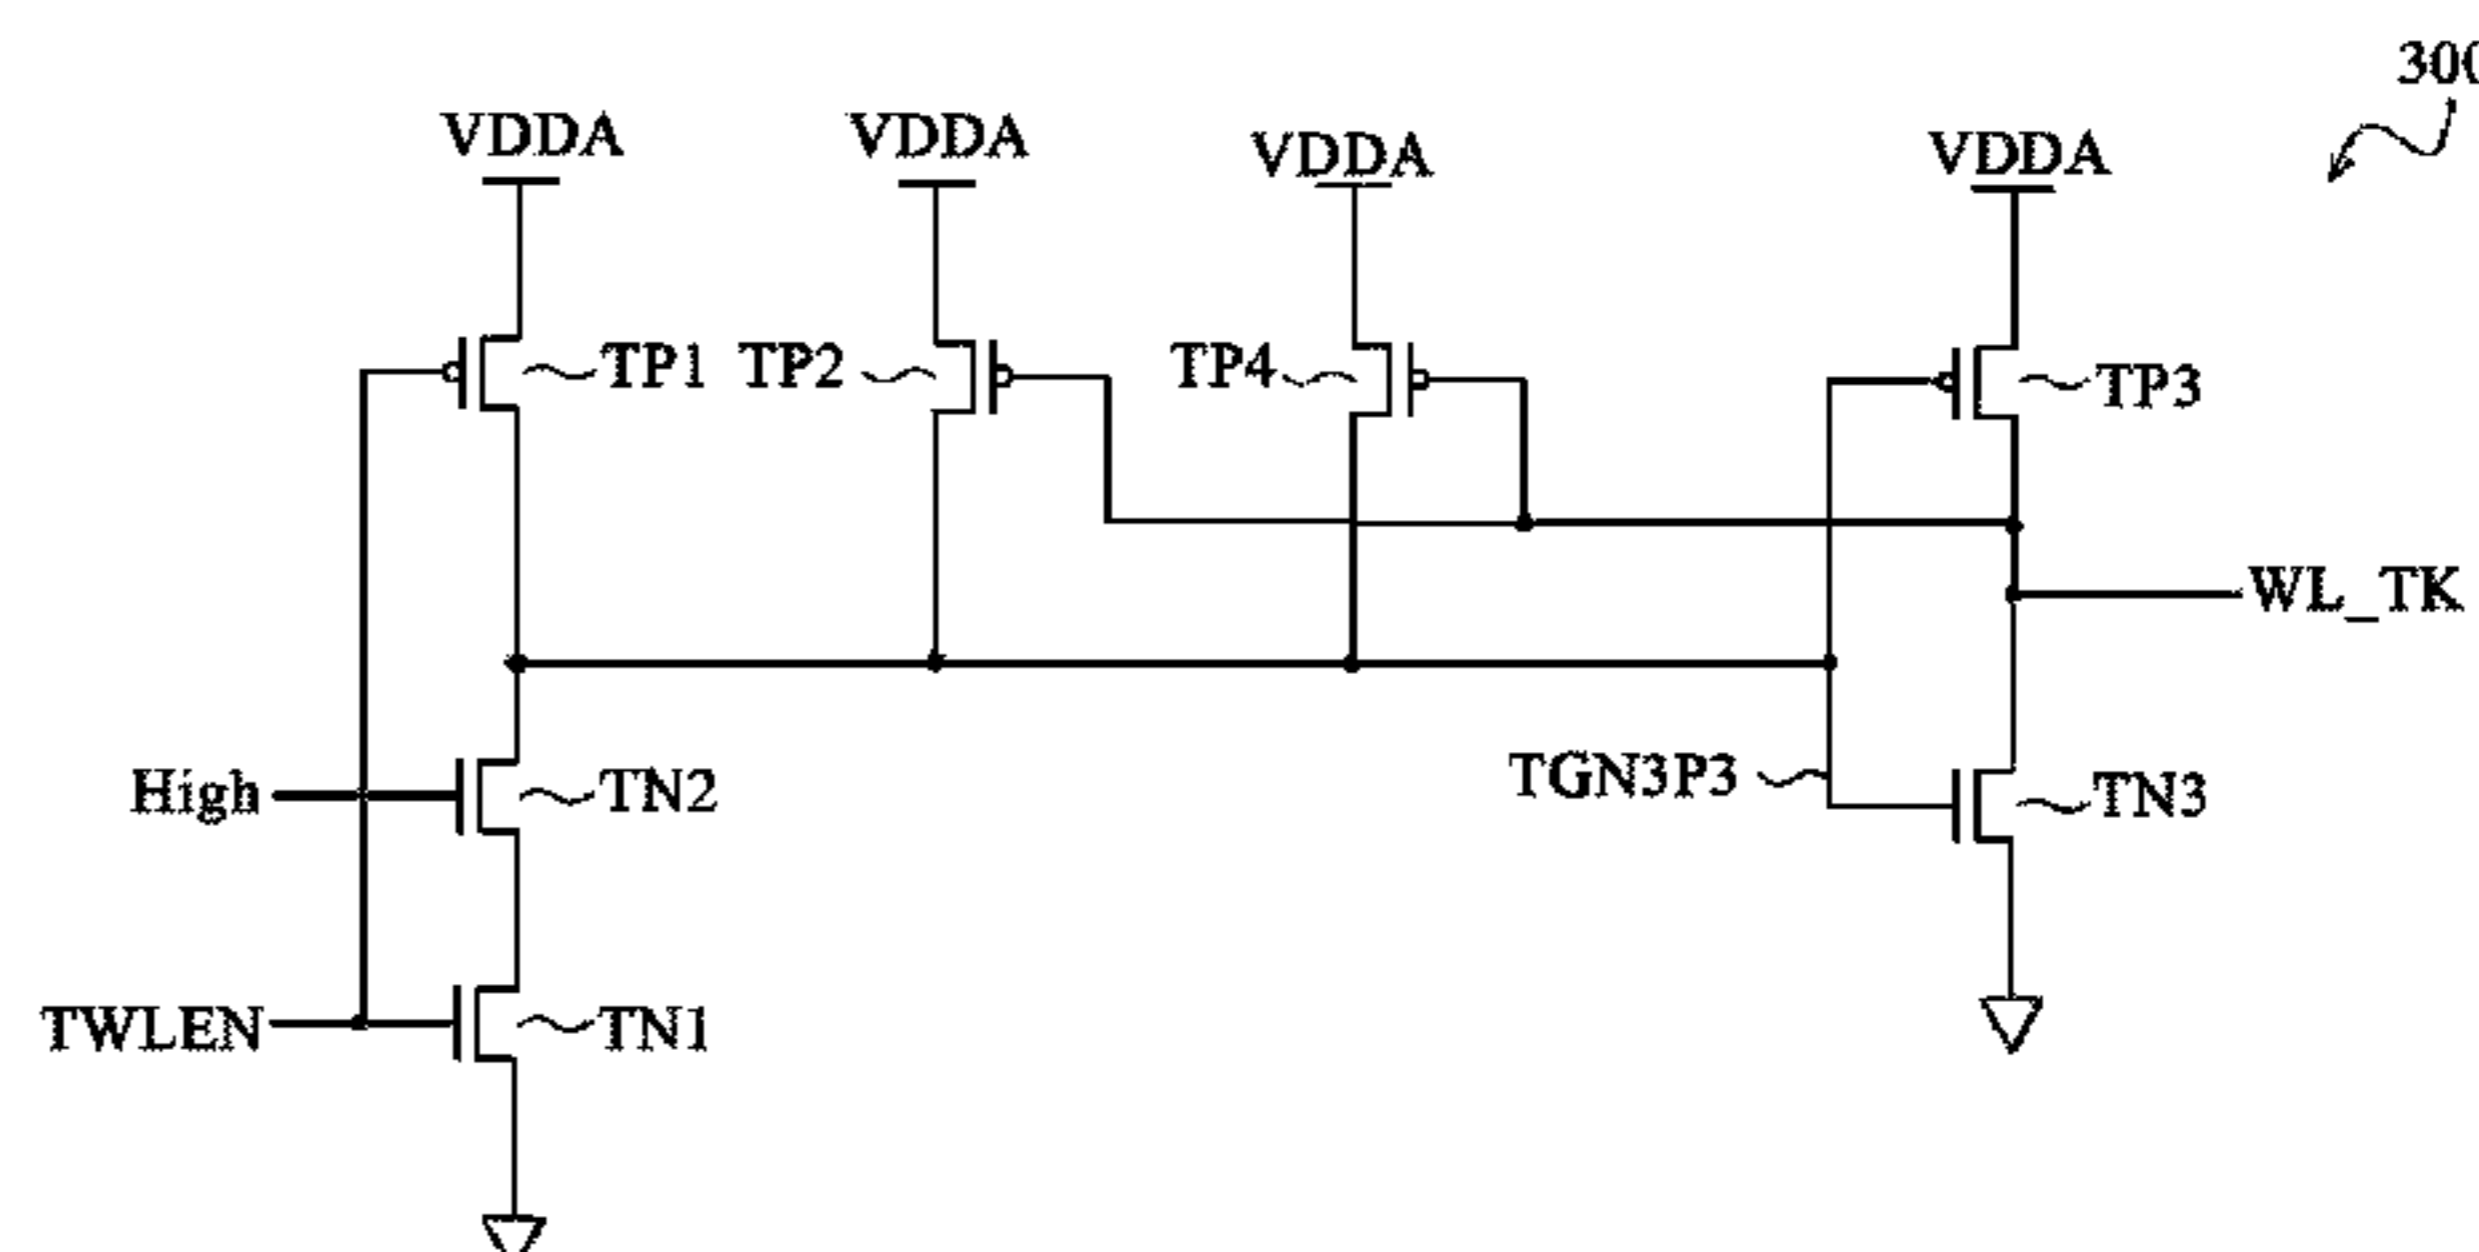 300
VDDA VDDA VDDA VDDA
TP1 TP2 TP4 TP3
WL_TK
High TN2 TGN3P3 TN3
TWLEN TN1